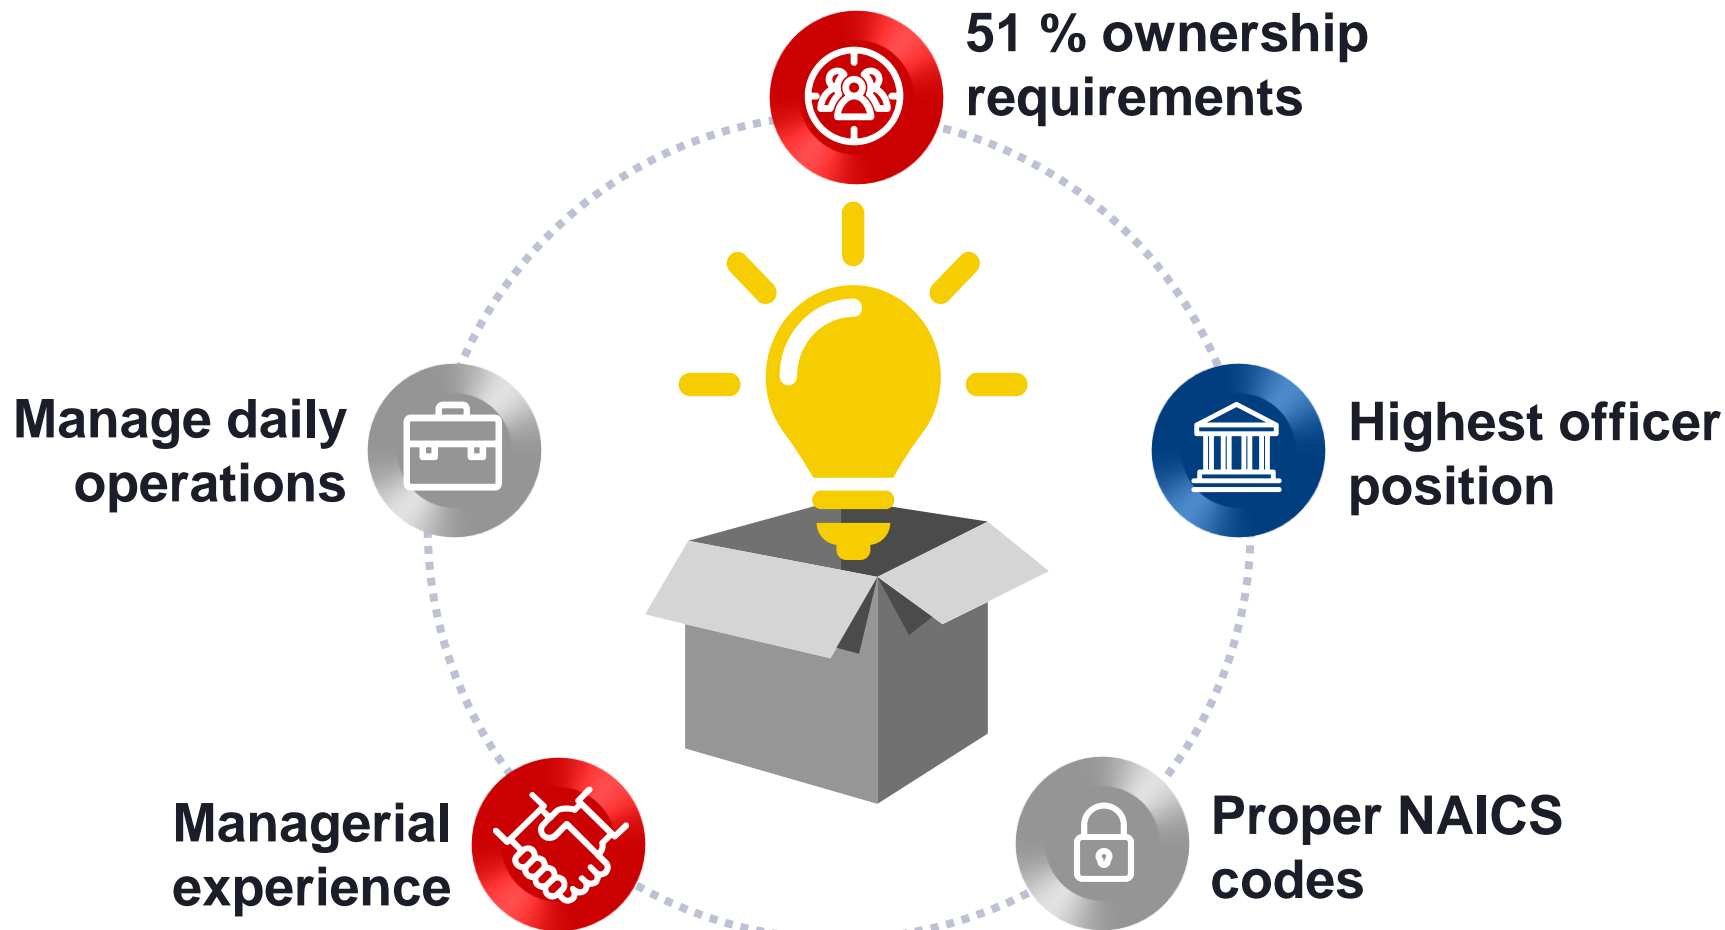 51 % ownership
requirements
Highest officer
position
Proper NAICS
codes
Managerial
experience
Manage daily
operations